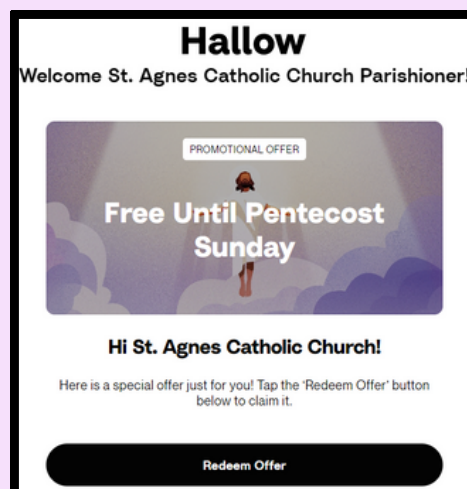 Hallow
Welcome St. Agnes Catholic Church Parishioner!
PROMOTIONAL OFFER
Free Until Pentecost
Sunday
Hi St. Agnes Catholic Church!
Here is a special offer just for you! Tap the 'Redeem Offer' button
below to claim it.
Redeem Offer